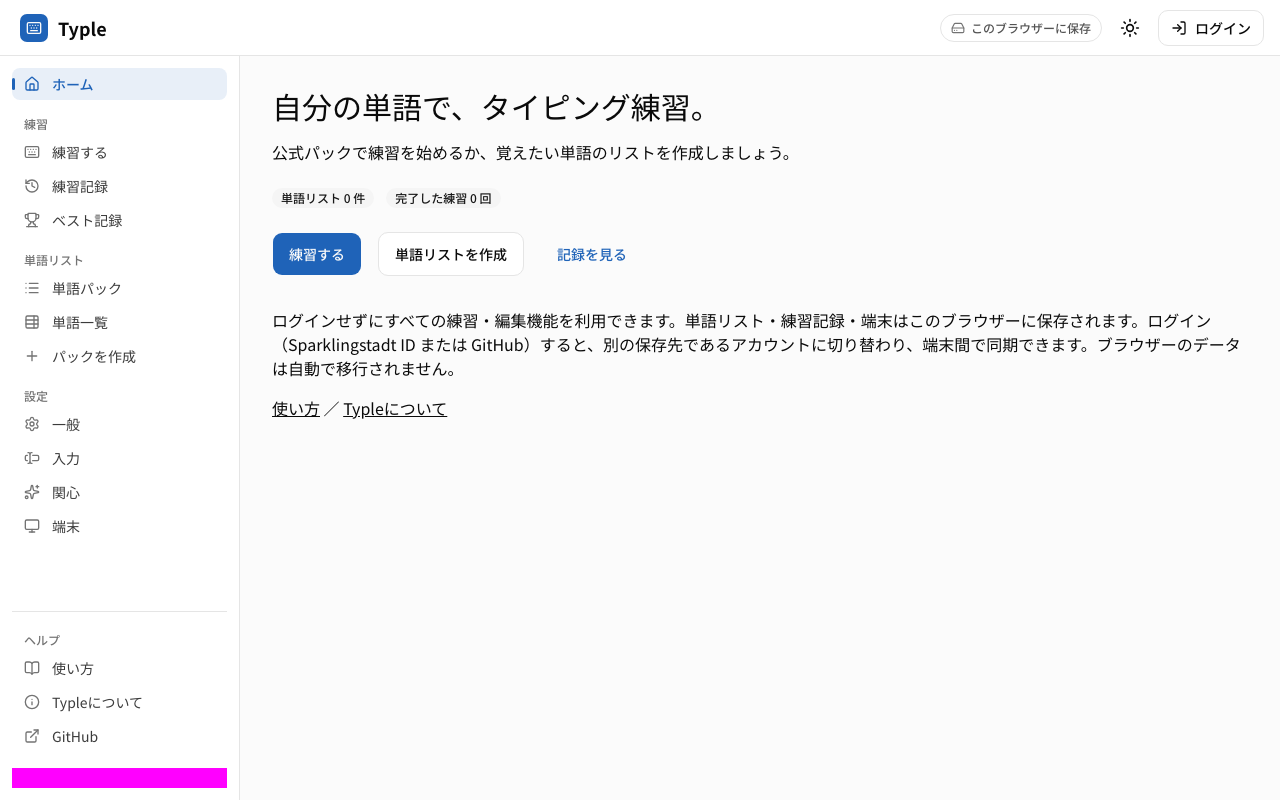 Typle
このブラウザーに保存
ログイン
ホーム
練習
練習する
練習記録
ベスト記録
単語リスト
単語パック
単語一覧
パックを作成
設定
一般
入力
関心
端末
ヘルプ
使い方
Typleについて
GitHub
自分の単語で、タイピング練習。
公式パックで練習を始めるか、覚えたい単語のリストを作成しましょう。
単語リスト 0 件
完了した練習 0 回
練習する
単語リストを作成
記録を見る
ログインせずにすべての練習・編集機能を利用できます。単語リスト・練習記録・端末はこのブラウザーに保存されます。ログイン
（Sparklingstadt ID または GitHub）すると、別の保存先であるアカウントに切り替わり、端末間で同期できます。ブラウザーのデータ
は自動で移行されません。
使い方 ／ Typleについて